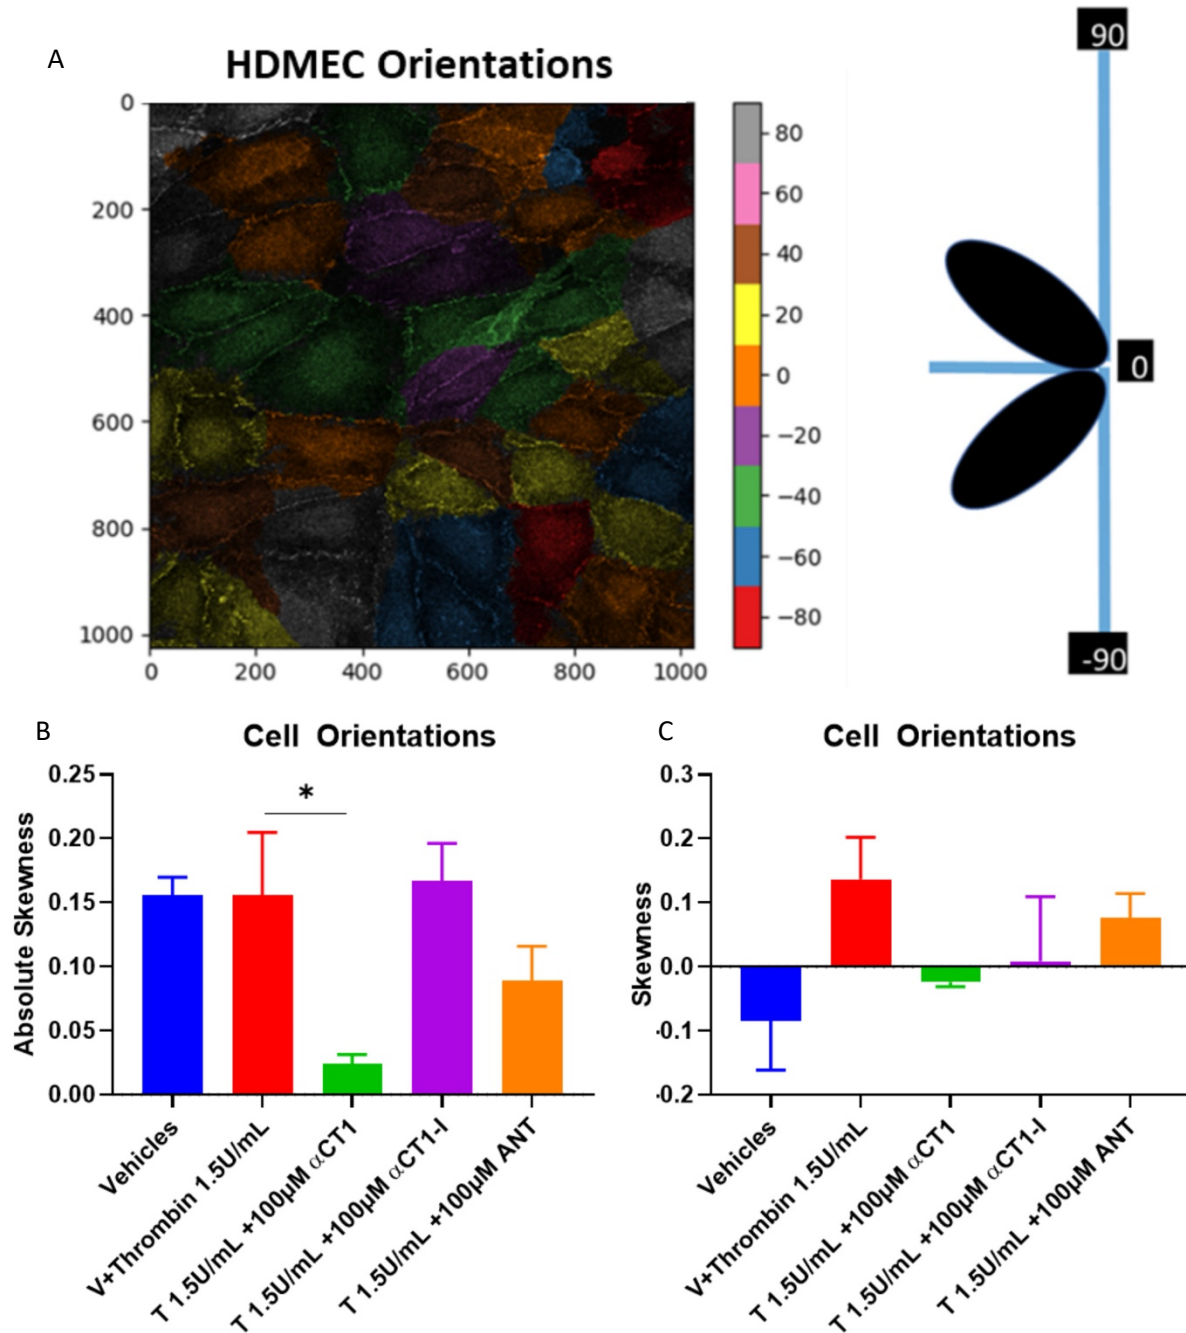 A
HDMEC Orientations
0
200
400
600
800
1000
0
200
400
600
800
1000
80
60
40
20
0
−20
−40
−60
−80
90
0
-90
B
Cell Orientations
Absolute Skewness
0.25
0.20
0.15
0.10
0.05
0.00
*
Vehicles
V+Thrombin 1.5U/mL
T 1.5U/mL +100µM αCT1
T 1.5U/mL +100µM αCT1-I
T 1.5U/mL +100µM ANT
C
Cell Orientations
Skewness
0.3
0.2
0.1
0.0
-0.1
-0.2
Vehicles
V+Thrombin 1.5U/mL
T 1.5U/mL +100µM αCT1
T 1.5U/mL +100µM αCT1-I
T 1.5U/mL +100µM ANT